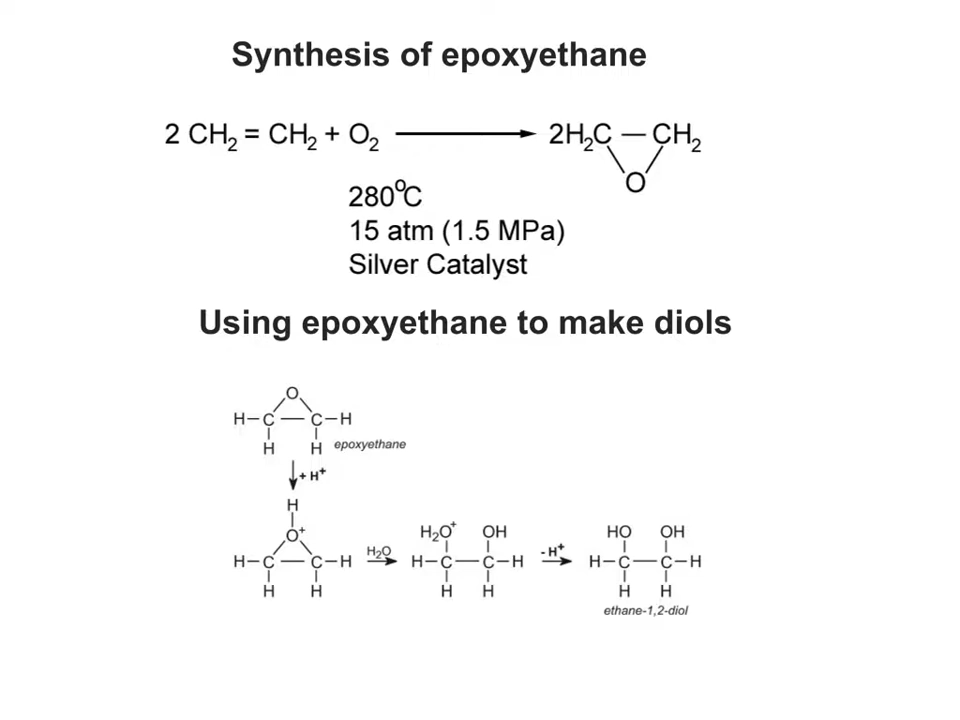 Synthesis of epoxyethane
2 CH₂ = CH₂ + O₂ ⟶ 2H₂C — CH₂
O
280⁰C
15 atm (1.5 MPa)
Silver Catalyst
Using epoxyethane to make diols
O
H–C—C–H
H H epoxyethane
+ H⁺
H
O⁺ H₂O⁺ OH HO OH
H–C—C–H H₂O H–C—C–H -H⁺ H–C—C–H
H H H H H H
ethane-1,2-diol